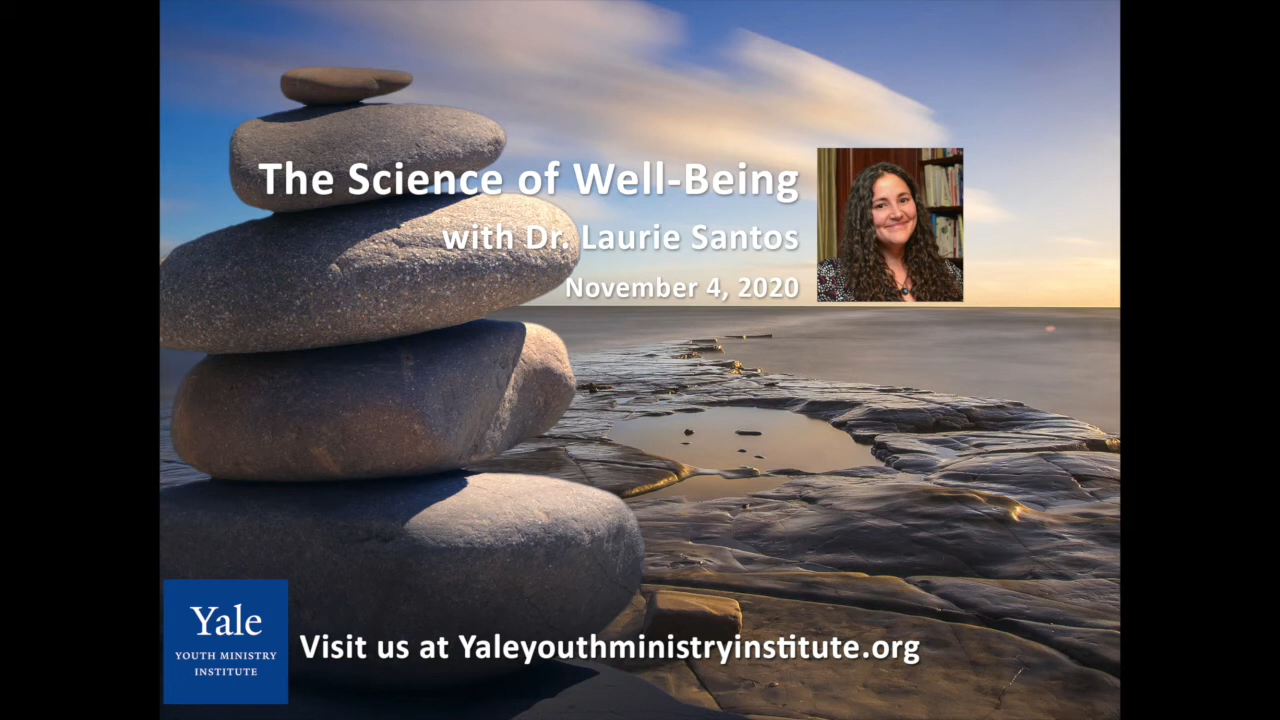 The Science of Well-Being
with Dr. Laurie Santos
November 4, 2020
Yale
YOUTH MINISTRY
INSTITUTE
Visit us at Yaleyouthministryinstitute.org